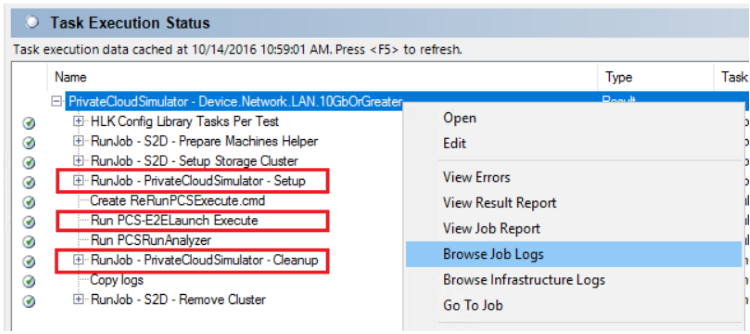 Task Execution Status
Task execution data cached at 10/14/2016 10:59:01 AM. Press <F5> to refresh.
Name Type Task
PrivateCloudSimulator - Device.Network.LAN.10GbOrGreater
HLK Config Library Tasks Per Test
RunJob - S2D - Prepare Machines Helper
RunJob - S2D - Setup Storage Cluster
RunJob - PrivateCloudSimulator - Setup
Create ReRunPCSExecute.cmd
Run PCS-E2ELaunch Execute
Run PCSRunAnalyzer
RunJob - PrivateCloudSimulator - Cleanup
Copy logs
RunJob - S2D - Remove Cluster
Open
Edit
View Errors
View Result Report
View Job Report
Browse Job Logs
Browse Infrastructure Logs
Go To Job